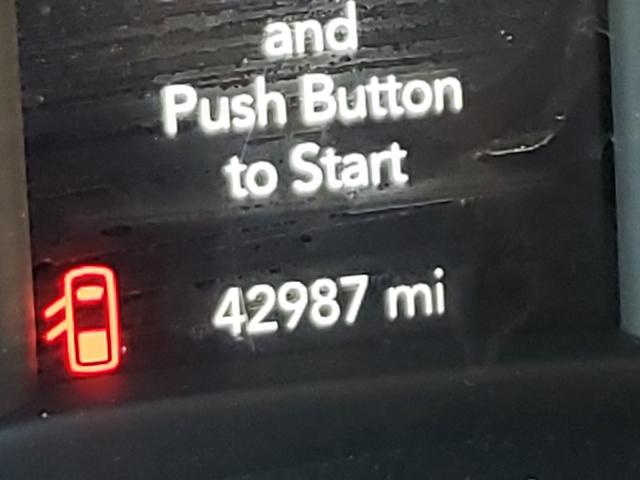 and
Push Button
to Start
42987 mi